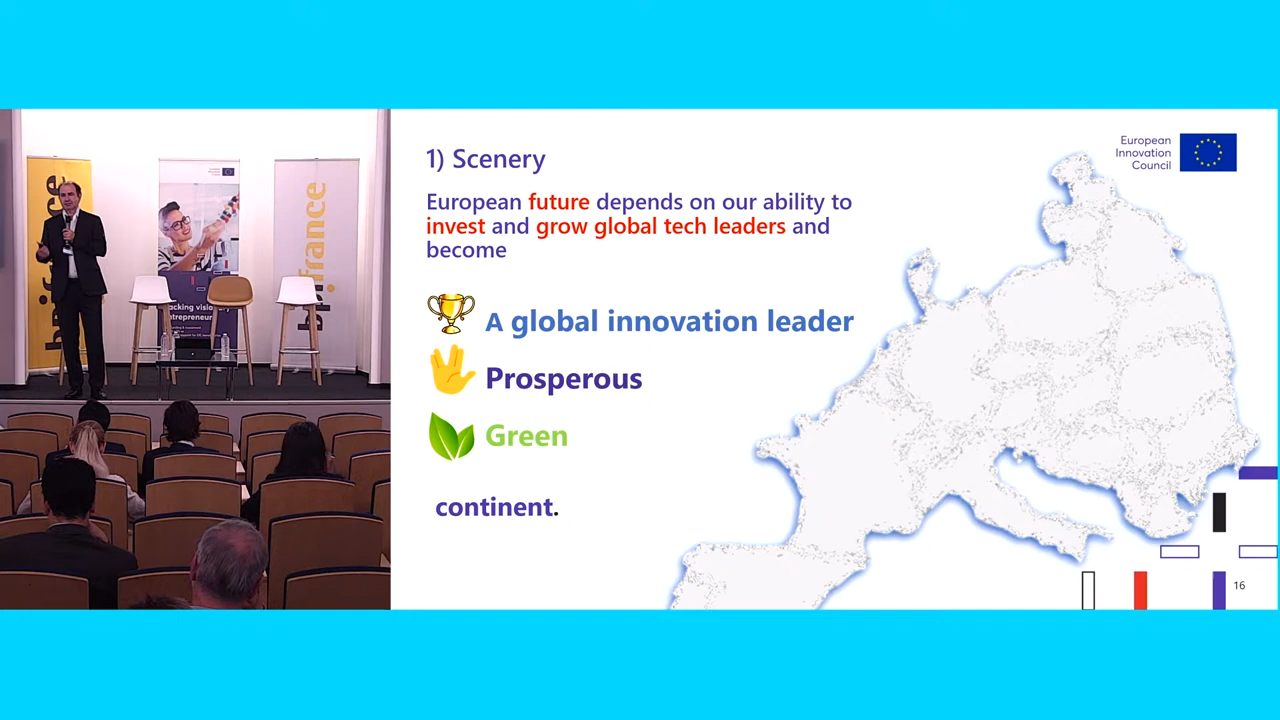 1) Scenery
European future depends on our ability to
invest and grow global tech leaders and
become
A global innovation leader
Prosperous
Green
continent.
European
Innovation
Council
16
bpifrance